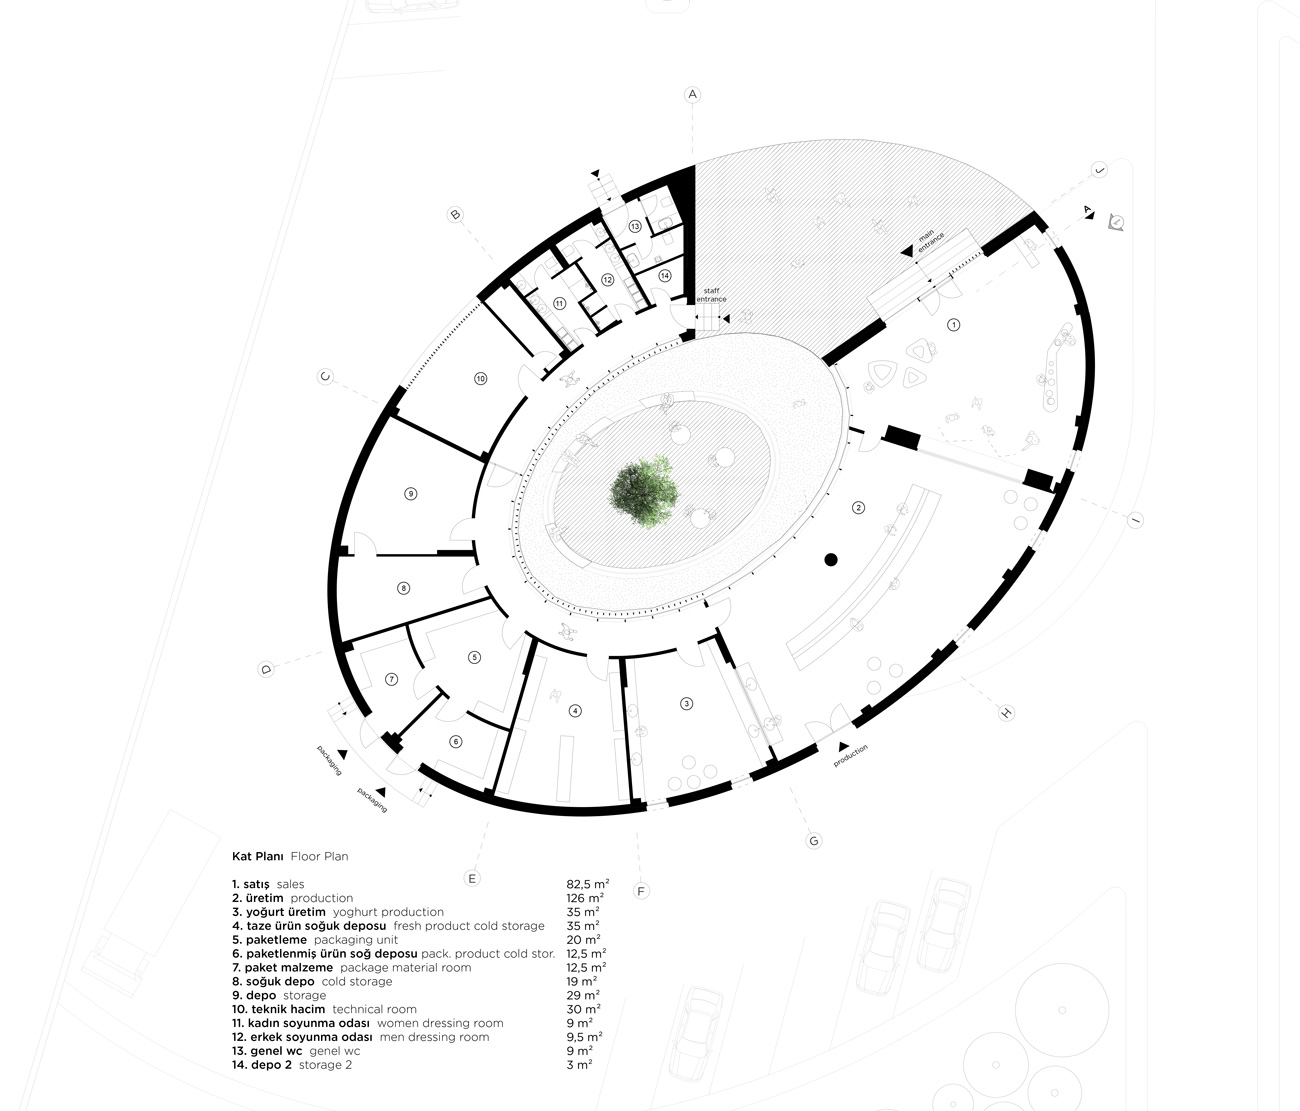 A
J
A
B
main
entrance
13
14
staff
entrance
12
11
1
C
10
9
2
I
8
5
D
7
4
3
H
6
packaging
packaging
production
G
E
F
Kat Planı Floor Plan
1. satış sales 82,5 m²
2. üretim production 126 m²
3. yoğurt üretim yoghurt production 35 m²
4. taze ürün soğuk deposu fresh product cold storage 35 m²
5. paketleme packaging unit 20 m²
6. paketlenmiş ürün soğ deposu pack. product cold stor. 12,5 m²
7. paket malzeme package material room 12,5 m²
8. soğuk depo cold storage 19 m²
9. depo storage 29 m²
10. teknik hacim technical room 30 m²
11. kadın soyunma odası women dressing room 9 m²
12. erkek soyunma odası men dressing room 9,5 m²
13. genel wc genel wc 9 m²
14. depo 2 storage 2 3 m²